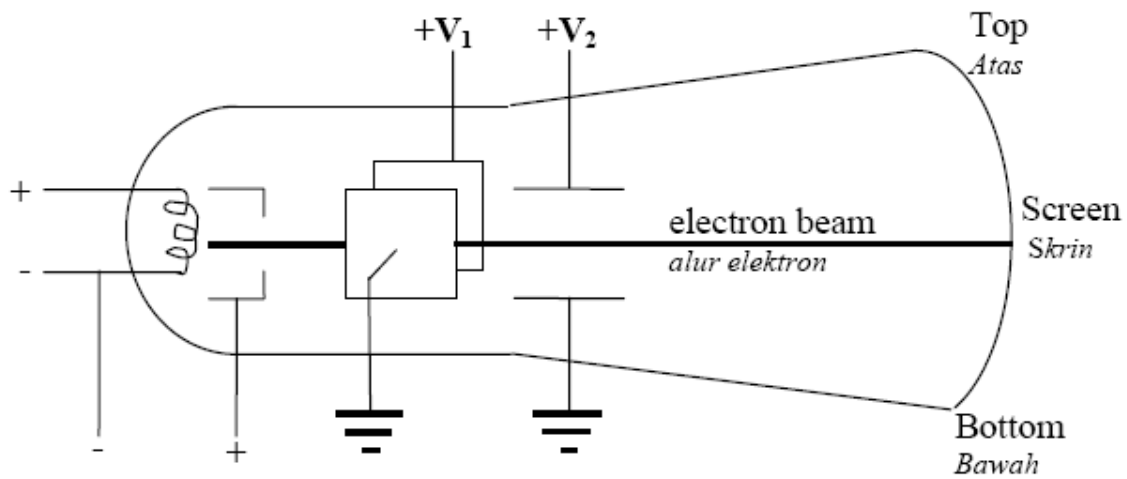 +V₁
+V₂
Top
Atas
+
-
electron beam
alur elektron
Screen
Skrin
-
+
Bottom
Bawah